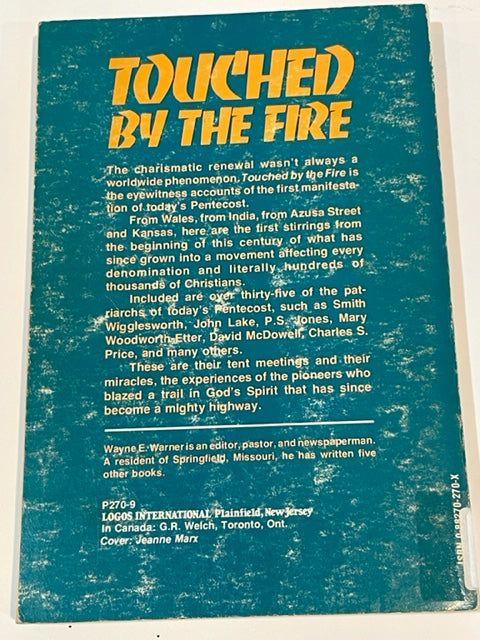 TOUCHED
BY THE FIRE
The charismatic renewal wasn't always a
worldwide phenomenon. Touched by the Fire is
the eyewitness accounts of the first manifesta-
tion of today's Pentecost.
From Wales, from India, from Azusa Street
and Kansas, here are the first stirrings from
the beginning of this century of what has
since grown into a movement affecting every
denomination and literally hundreds of
thousands of Christians.
Included are over thirty-five of the pat-
riarchs of today's Pentecost, such as Smith
Wigglesworth, John Lake, P.S. Jones, Mary
Woodworth-Etter, David McDowell, Charles S.
Price, and many others.
These are their tent meetings and their
miracles, the experiences of the pioneers who
blazed a trail in God's Spirit that has since
become a mighty highway.
Wayne E. Warner is an editor, pastor, and newspaperman.
A resident of Springfield, Missouri, he has written five
other books.
P270-9
LOGOS INTERNATIONAL Plainfield, New Jersey
In Canada: G.R. Welch, Toronto, Ont.
Cover: Jeanne Marx
ISBN 0-88270-270-X